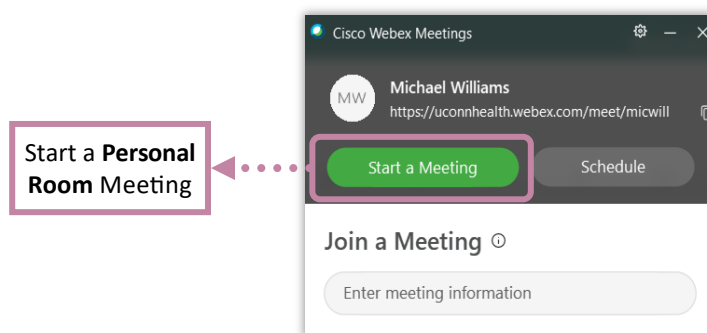 Cisco Webex Meetings
MW
Michael Williams
https://uconnhealth.webex.com/meet/micwill
Start a Personal
Room Meeting
Start a Meeting
Schedule
Join a Meeting
Enter meeting information